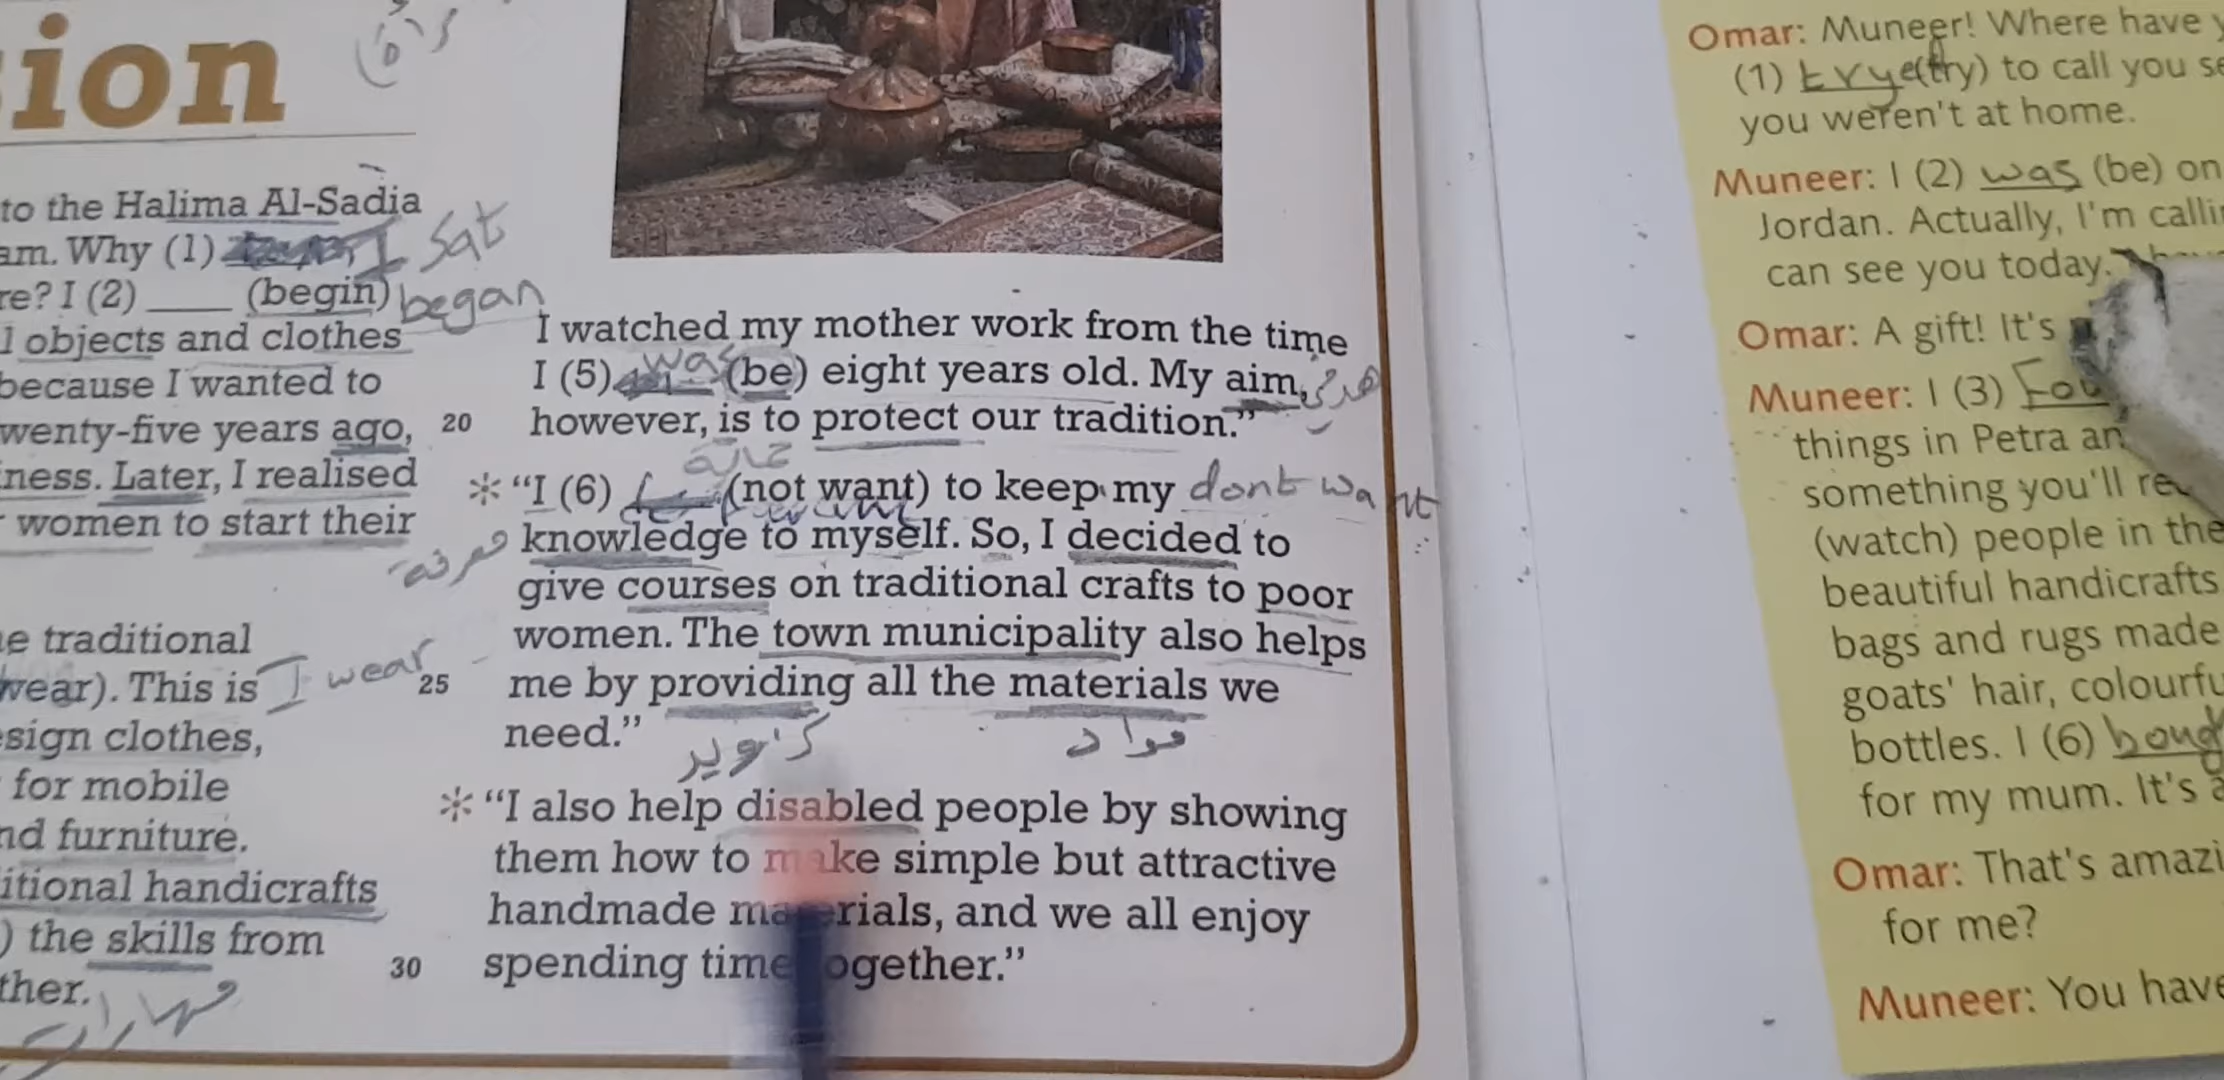 sion
to the Halima Al-Sadia
am. Why (1) sat
re? I (2) ____ (begin) began
l objects and clothes
because I wanted to
wenty-five years ago,
ness. Later, I realised
women to start their
e traditional
wear). This is I wear
sign clothes,
for mobile
nd furniture.
itional handicrafts
) the skills from
ther.
مهارات
I watched my mother work from the time
I (5) was (be) eight years old. My aim, هدفي
20 however, is to protect our tradition."
حماية
* "I (6) (not want) to keep my dont want
معرفة knowledge to myself. So, I decided to
give courses on traditional crafts to poor
women. The town municipality also helps
25 me by providing all the materials we
need."
تزويد مواد
* "I also help disabled people by showing
them how to make simple but attractive
handmade materials, and we all enjoy
30 spending time together."
Omar: Muneer! Where have
(1) trye (try) to call you se
you weren't at home.
Muneer: I (2) was (be) on
Jordan. Actually, I'm calli
can see you today.
Omar: A gift! It's
Muneer: I (3) Fou
things in Petra an
something you'll re
(watch) people in the
beautiful handicrafts
bags and rugs made
goats' hair, colourfu
bottles. I (6) boug
for my mum. It's a
Omar: That's amazi
for me?
Muneer: You have